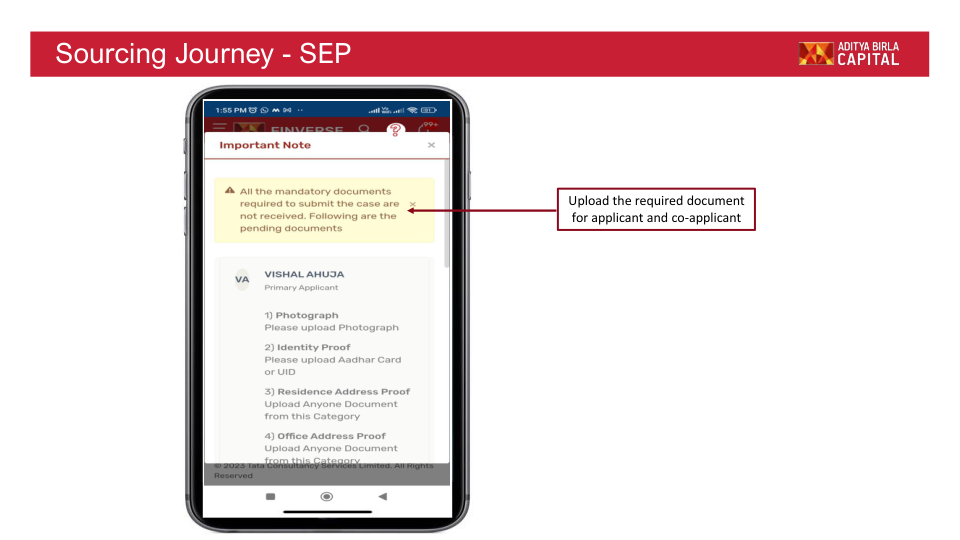 Sourcing Journey - SEP
ADITYA BIRLA
CAPITAL
1:55 PM
FINVERSE
?
99+
Important Note ×
All the mandatory documents
required to submit the case are ×
not received. Following are the
pending documents
Upload the required document
for applicant and co-applicant
VA
VISHAL AHUJA
Primary Applicant
1) Photograph
Please upload Photograph
2) Identity Proof
Please upload Aadhar Card
or UID
3) Residence Address Proof
Upload Anyone Document
from this Category
4) Office Address Proof
Upload Anyone Document
from this Category
© 2023 Tata Consultancy Services Limited. All Rights
Reserved